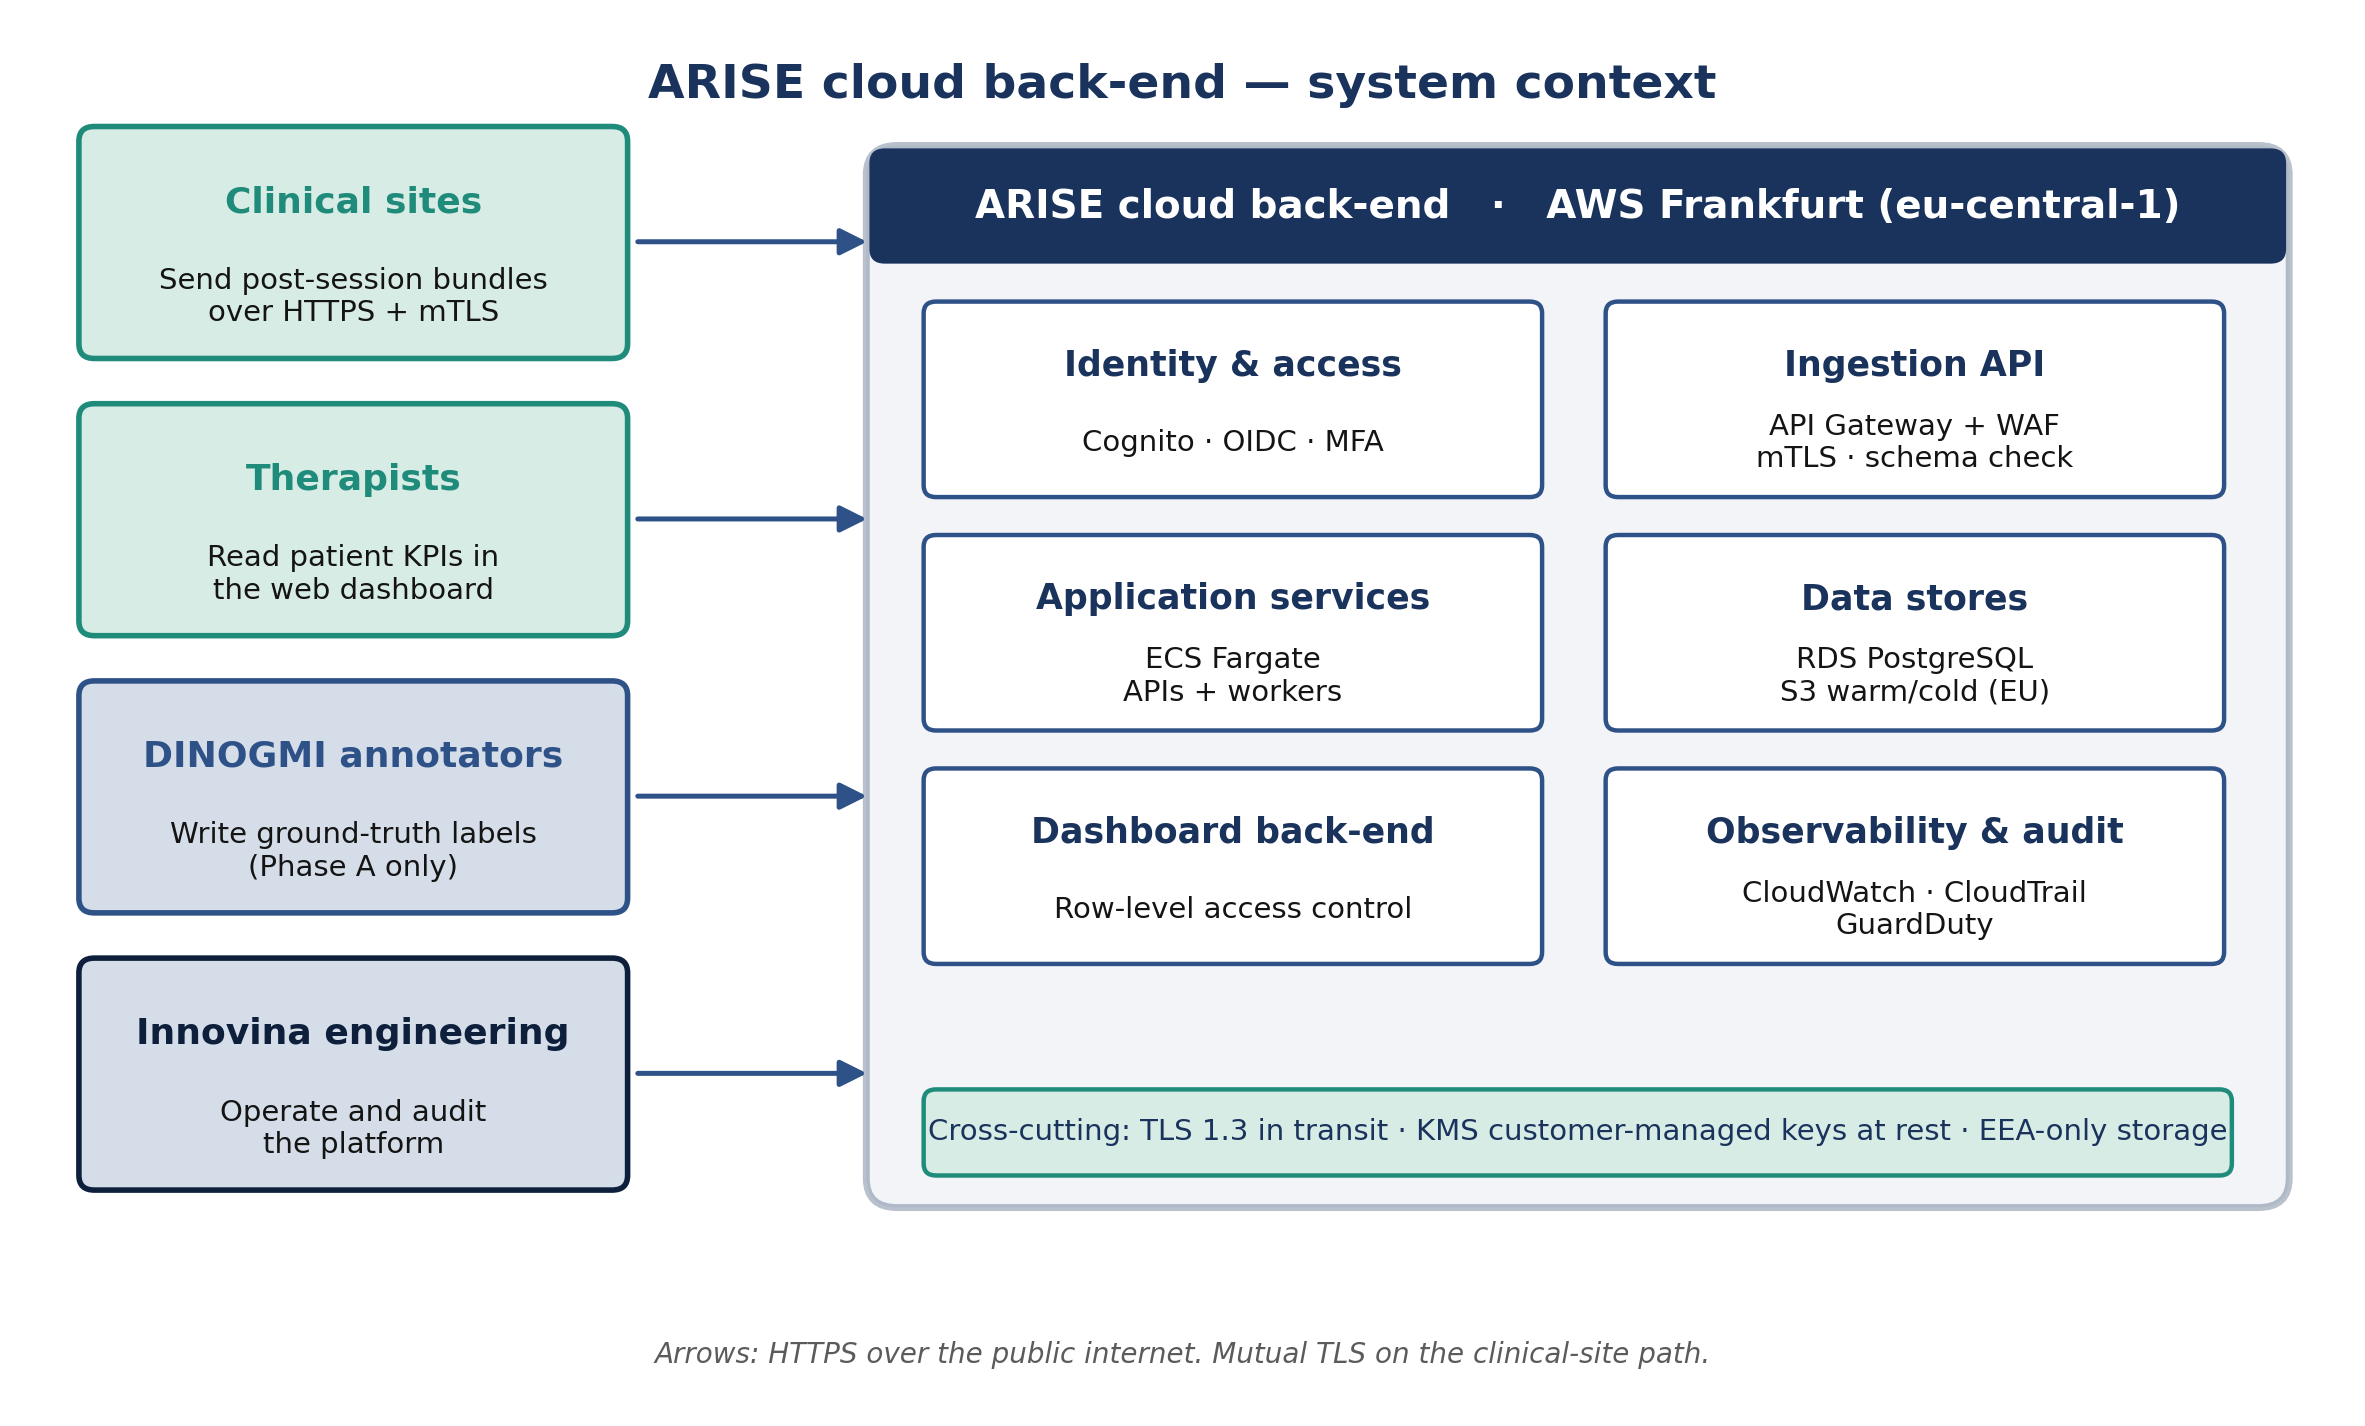 ARISE cloud back-end — system context
Clinical sites
Send post-session bundles
over HTTPS + mTLS
Therapists
Read patient KPIs in
the web dashboard
DINOGMI annotators
Write ground-truth labels
(Phase A only)
Innovina engineering
Operate and audit
the platform
ARISE cloud back-end · AWS Frankfurt (eu-central-1)
Identity & access
Cognito · OIDC · MFA
Ingestion API
API Gateway + WAF
mTLS · schema check
Application services
ECS Fargate
APIs + workers
Data stores
RDS PostgreSQL
S3 warm/cold (EU)
Dashboard back-end
Row-level access control
Observability & audit
CloudWatch · CloudTrail
GuardDuty
Cross-cutting: TLS 1.3 in transit · KMS customer-managed keys at rest · EEA-only storage
Arrows: HTTPS over the public internet. Mutual TLS on the clinical-site path.